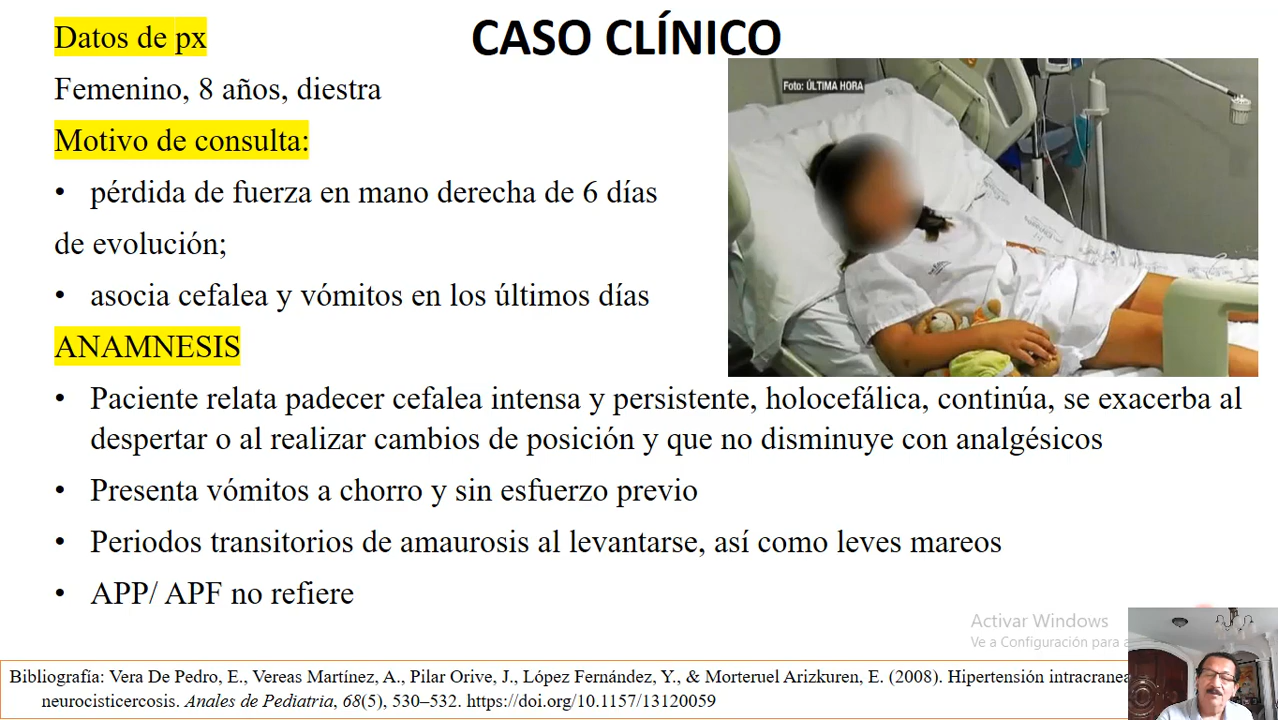 CASO CLÍNICO
Datos de px
Femenino, 8 años, diestra
Motivo de consulta:
• pérdida de fuerza en mano derecha de 6 días
de evolución;
• asocia cefalea y vómitos en los últimos días
ANAMNESIS
Foto: ÚLTIMA HORA
• Paciente relata padecer cefalea intensa y persistente, holocefálica, continúa, se exacerba al
despertar o al realizar cambios de posición y que no disminuye con analgésicos
• Presenta vómitos a chorro y sin esfuerzo previo
• Periodos transitorios de amaurosis al levantarse, así como leves mareos
• APP/ APF no refiere
Activar Windows
Ve a Configuración para
Bibliografía: Vera De Pedro, E., Vereas Martínez, A., Pilar Orive, J., López Fernández, Y., & Morteruel Arizkuren, E. (2008). Hipertensión
neurocisticercosis. Anales de Pediatria, 68(5), 530–532. https://doi.org/10.1157/13120059